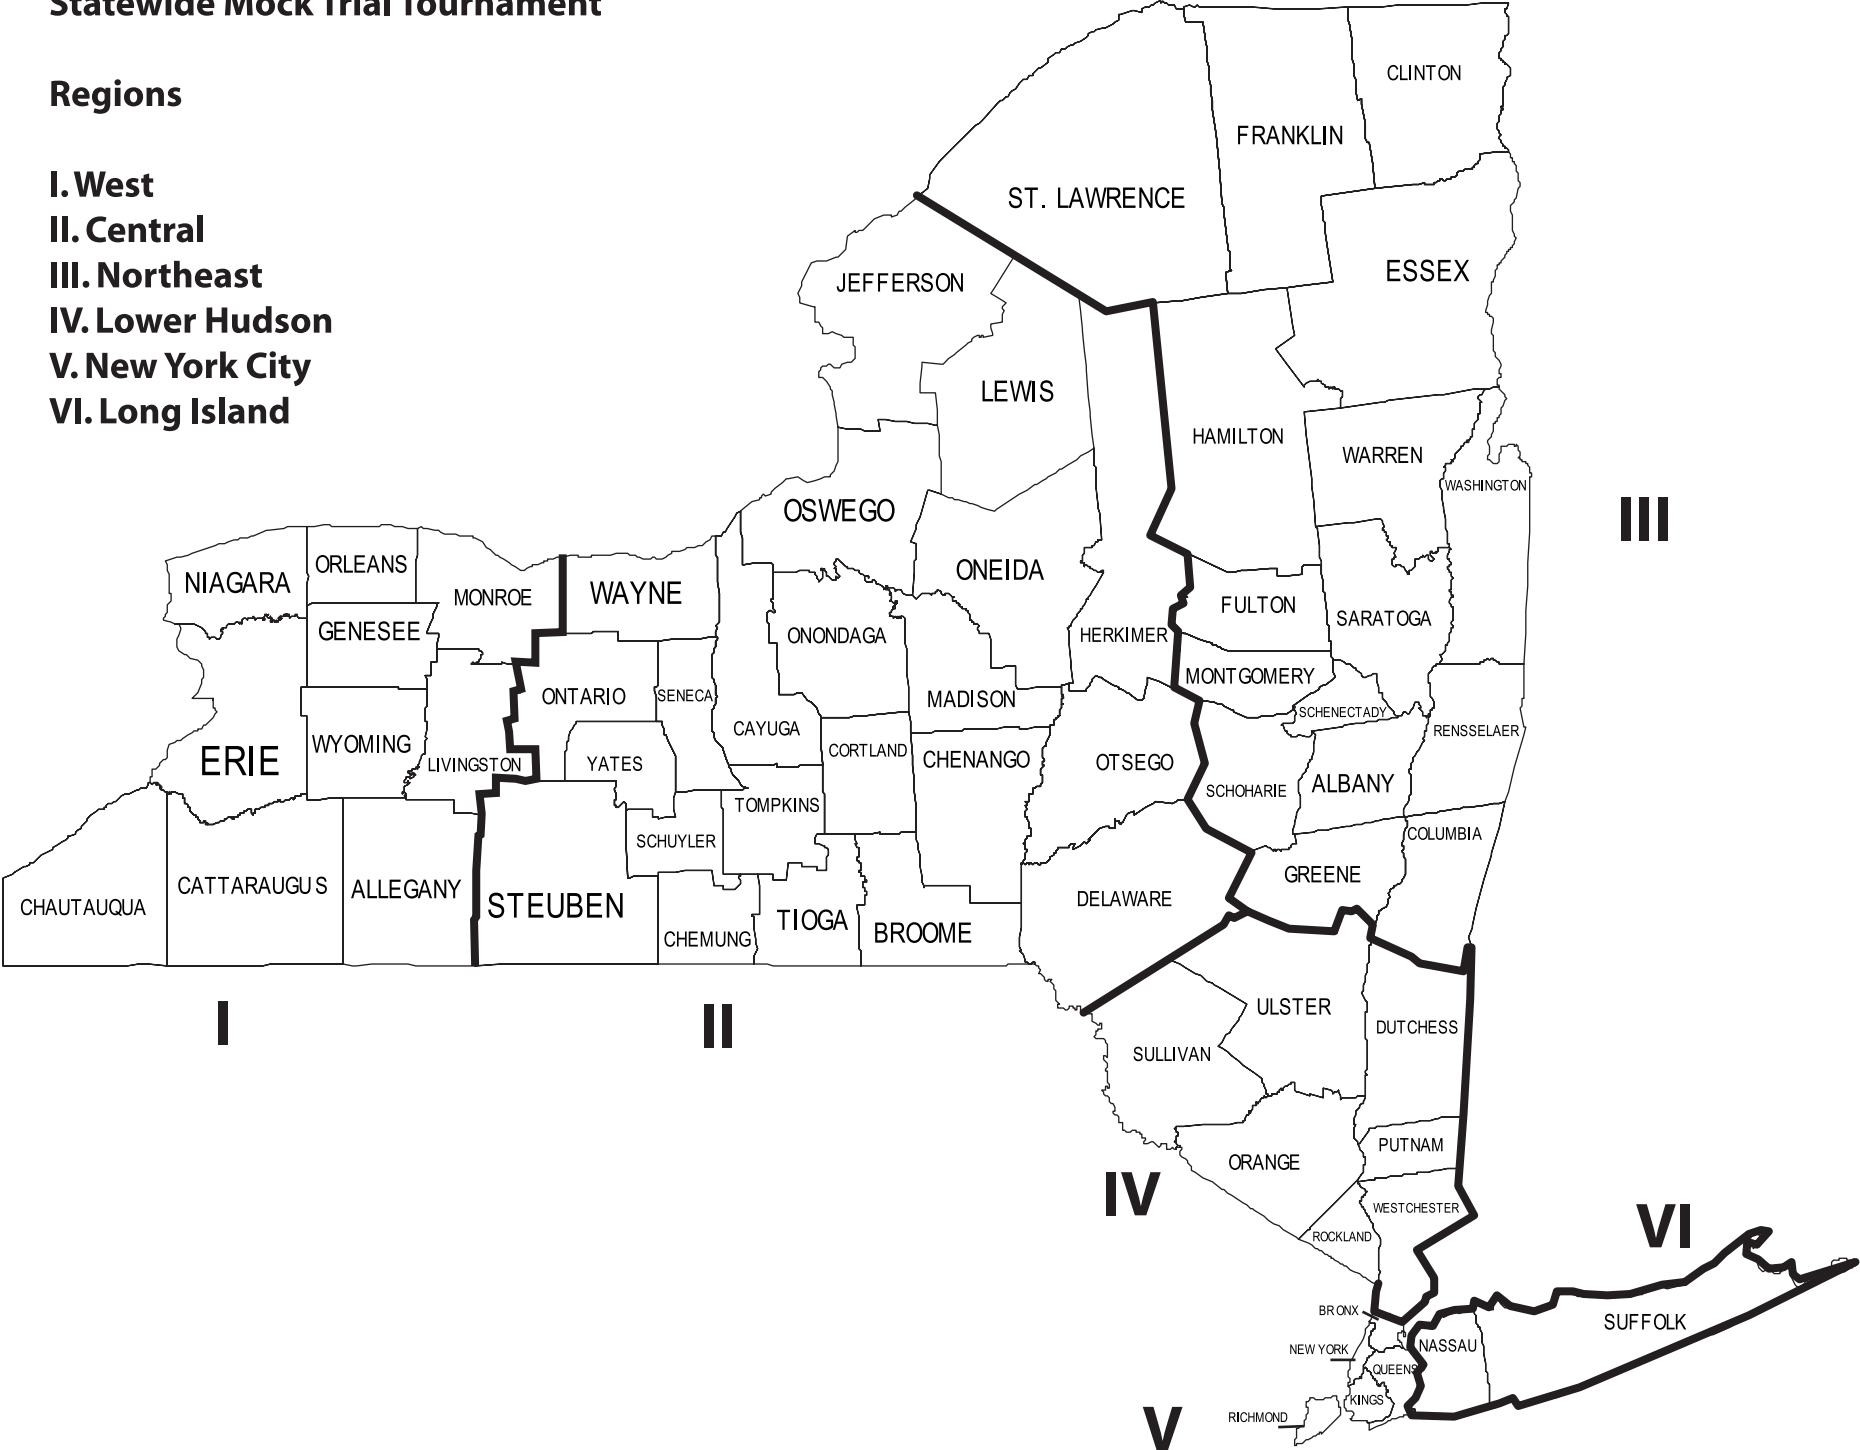 Statewide Mock Trial Tournament
Regions
I. West
II. Central
III. Northeast
IV. Lower Hudson
V. New York City
VI. Long Island
CLINTON
FRANKLIN
ST. LAWRENCE
ESSEX
JEFFERSON
LEWIS
HAMILTON
WARREN
WASHINGTON
III
OSWEGO
ORLEANS
NIAGARA
MONROE
WAYNE
ONEIDA
GENESEE
FULTON
SARATOGA
ONONDAGA
HERKIMER
MONTGOMERY
ONTARIO
SENECA
MADISON
SCHENECTADY
CAYUGA
RENSSELAER
WYOMING
CORTLAND
CHENANGO
ERIE
LIVINGSTON
YATES
OTSEGO
ALBANY
SCHOHARIE
TOMPKINS
SCHUYLER
COLUMBIA
GREENE
CATTARAUGUS
ALLEGANY
CHAUTAUQUA
STEUBEN
DELAWARE
TIOGA
BROOME
CHEMUNG
I
II
ULSTER
DUTCHESS
SULLIVAN
PUTNAM
ORANGE
IV
WESTCHESTER
ROCKLAND
VI
BRONX
SUFFOLK
NEW YORK
NASSAU
QUEENS
KINGS
RICHMOND
V